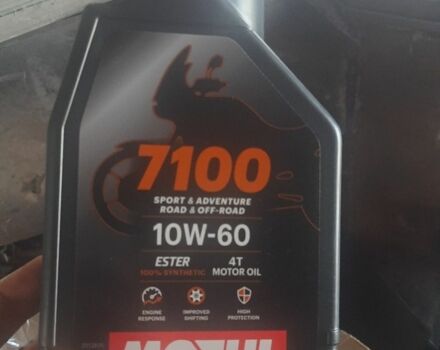 7100
SPORT & ADVENTURE
ROAD & OFF-ROAD
10W-60
ESTER 4T
100% SYNTHETIC MOTOR OIL
ENGINE IMPROVED HIGH
RESPONSE SHIFTING PROTECTION
MOTUL